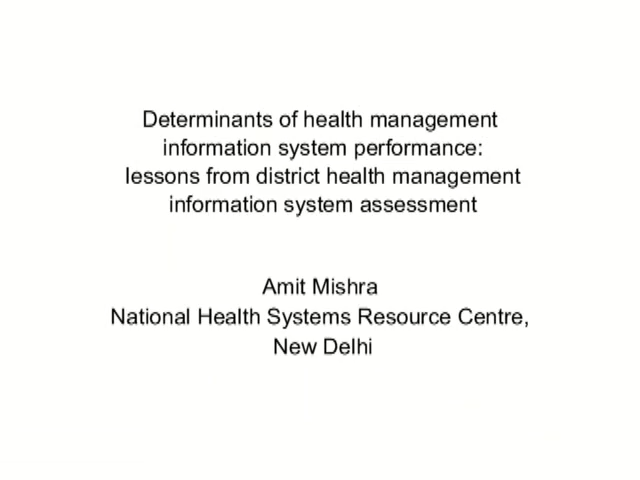 Determinants of health management
information system performance:
lessons from district health management
information system assessment
Amit Mishra
National Health Systems Resource Centre,
New Delhi